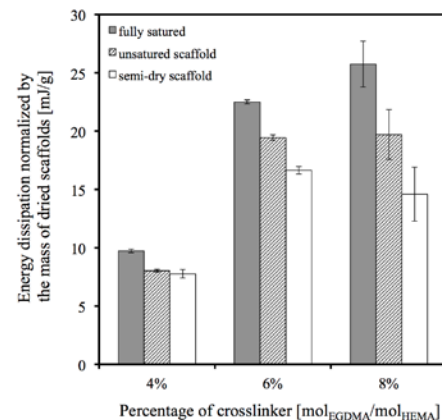 Energy dissipation normalized by
the mass of dried scaffolds [mJ/g]
30
25
20
15
10
5
0
fully satured
unsatured scaffold
semi-dry scaffold
4%
6%
8%
Percentage of crosslinker [mol_EGDMA/mol_HEMA]